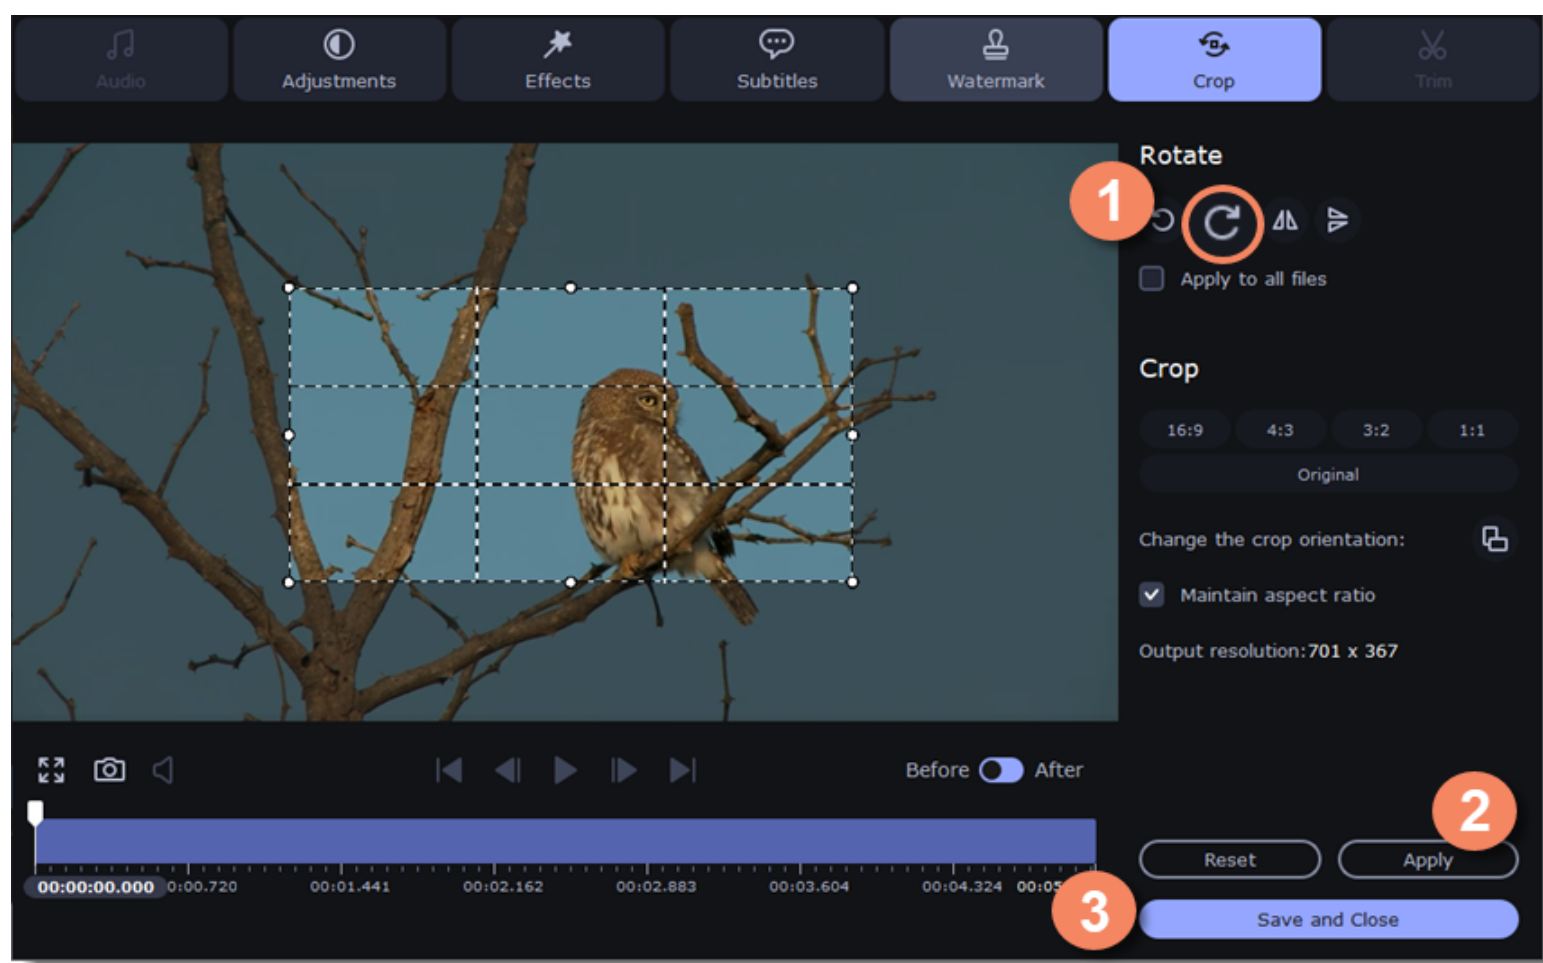 Audio
Adjustments
Effects
Subtitles
Watermark
Crop
Trim
Rotate
1
Apply to all files
Crop
16:9 4:3 3:2 1:1
Original
Change the crop orientation:
Maintain aspect ratio
Output resolution:701 x 367
Before After
2
Reset Apply
00:00:00.000 0:00.720 00:01.441 00:02.162 00:02.883 00:03.604 00:04.324
3
Save and Close